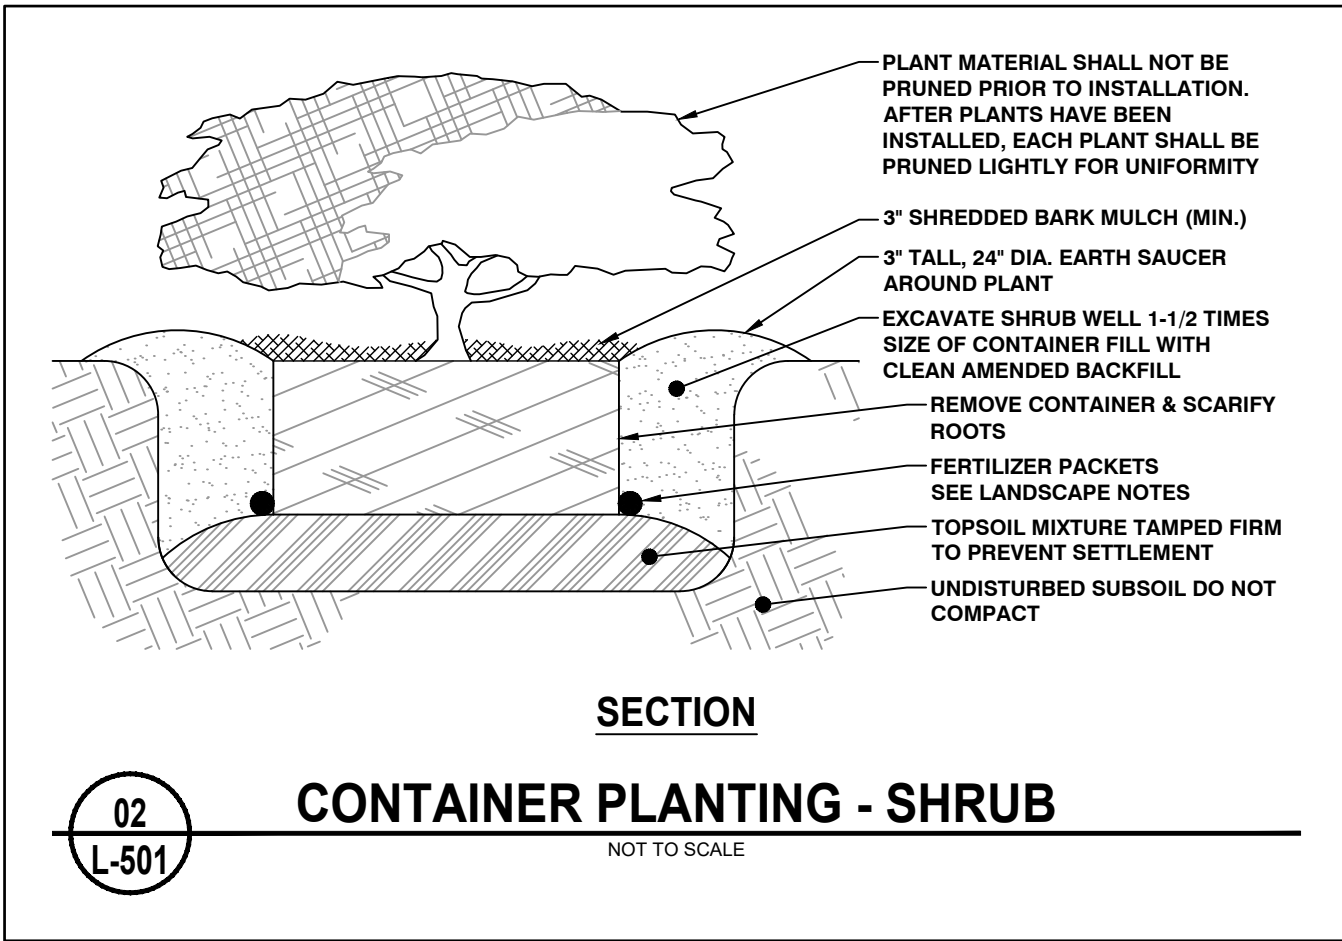 PLANT MATERIAL SHALL NOT BE
PRUNED PRIOR TO INSTALLATION.
AFTER PLANTS HAVE BEEN
INSTALLED, EACH PLANT SHALL BE
PRUNED LIGHTLY FOR UNIFORMITY
3" SHREDDED BARK MULCH (MIN.)
3" TALL, 24" DIA. EARTH SAUCER
AROUND PLANT
EXCAVATE SHRUB WELL 1-1/2 TIMES
SIZE OF CONTAINER FILL WITH
CLEAN AMENDED BACKFILL
REMOVE CONTAINER & SCARIFY
ROOTS
FERTILIZER PACKETS
SEE LANDSCAPE NOTES
TOPSOIL MIXTURE TAMPED FIRM
TO PREVENT SETTLEMENT
UNDISTURBED SUBSOIL DO NOT
COMPACT
SECTION
02
L-501
CONTAINER PLANTING - SHRUB
NOT TO SCALE